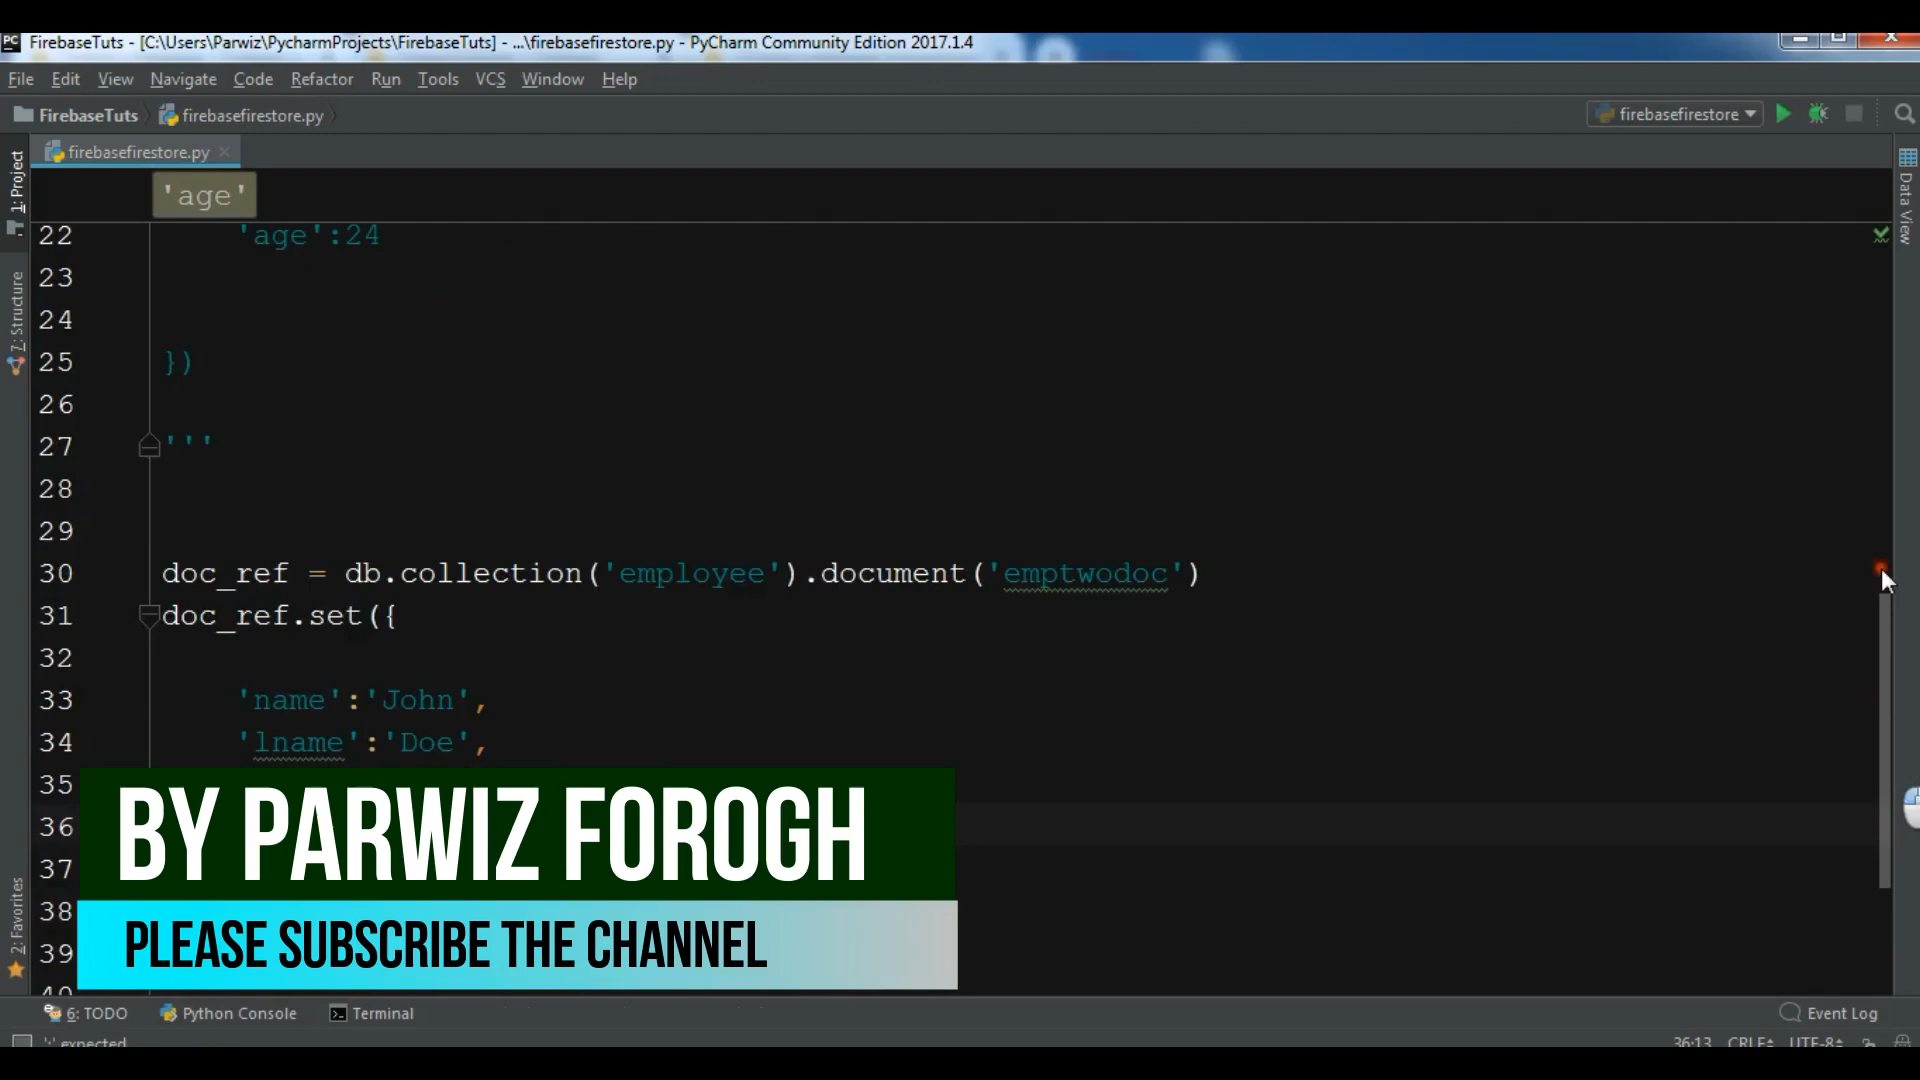 PC FirebaseTuts - [C:\Users\Parwiz\PycharmProjects\FirebaseTuts] - ...\firebasefirestore.py - PyCharm Community Edition 2017.1.4
File Edit View Navigate Code Refactor Run Tools VCS Window Help
FirebaseTuts firebasefirestore.py firebasefirestore
firebasefirestore.py
1: Project
7: Structure
2: Favorites
Data View
'age'
22 'age':24
23
24
25 })
26
27 '''
28
29
30 doc_ref = db.collection('employee').document('emptwodoc')
31 doc_ref.set({
32
33 'name':'John',
34 'lname':'Doe',
35
36
37
38
39
40
BY PARWIZ FOROGH
PLEASE SUBSCRIBE THE CHANNEL
6: TODO Python Console Terminal Event Log
':' expected 36:13 CRLF UTF-8